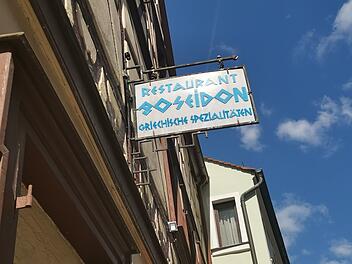 RESTAURANT
POSEIDON
GRIECHISCHE SPEZIALITÄTEN